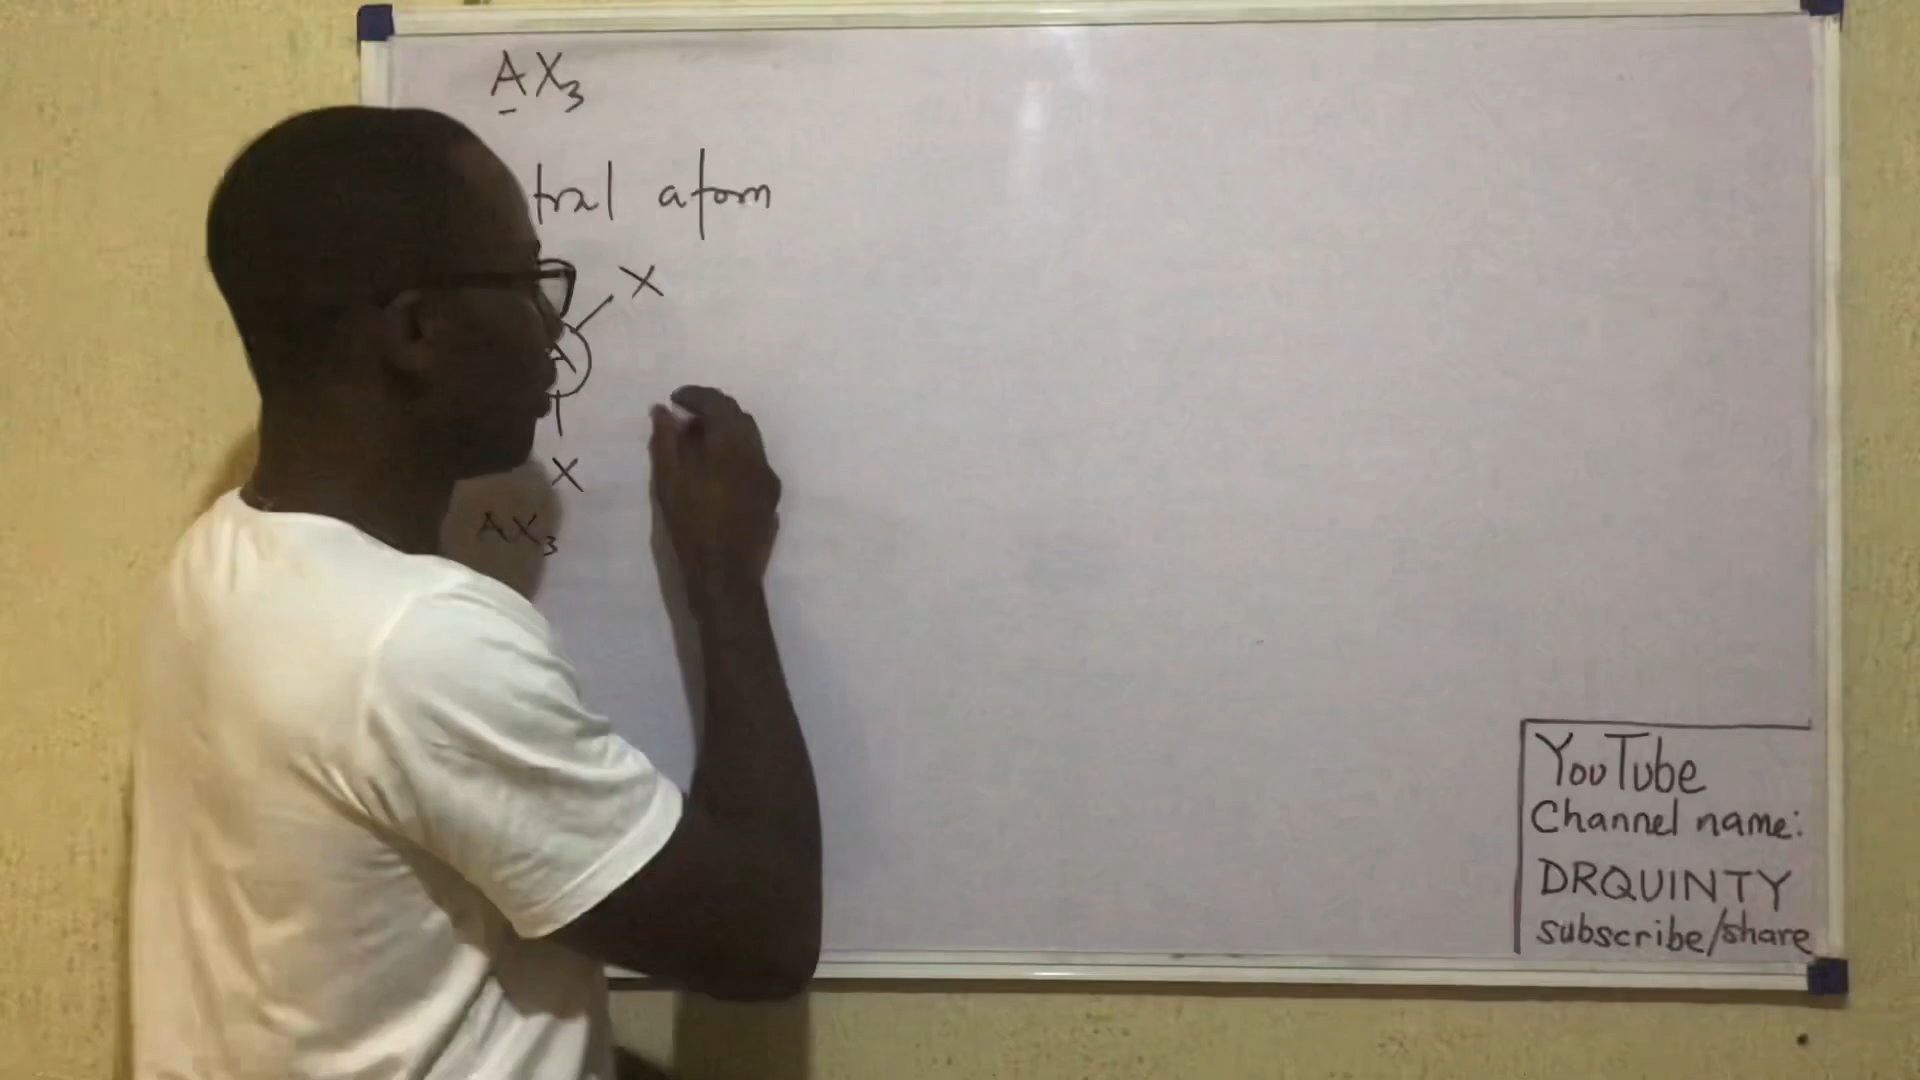 AX₃
tral atom
X
A
X
AX₃
YouTube
Channel name:
DRQUINTY
subscribe/share